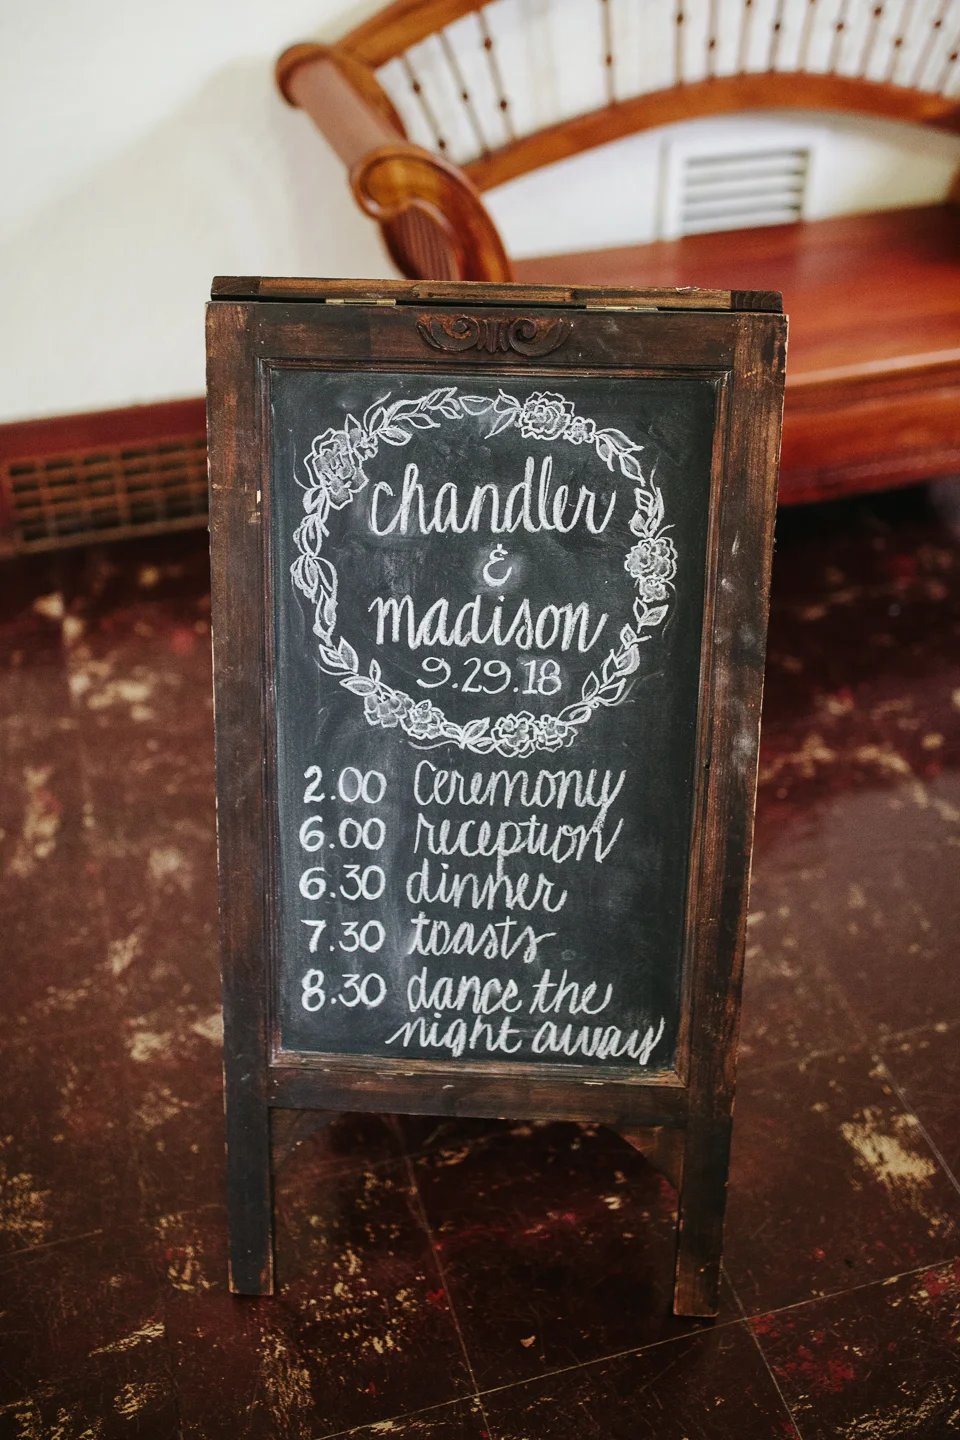 chandler
&
madison
9.29.18
2.00 Ceremony
6.00 reception
6.30 dinner
7.30 toasts
8.30 dance the
night away